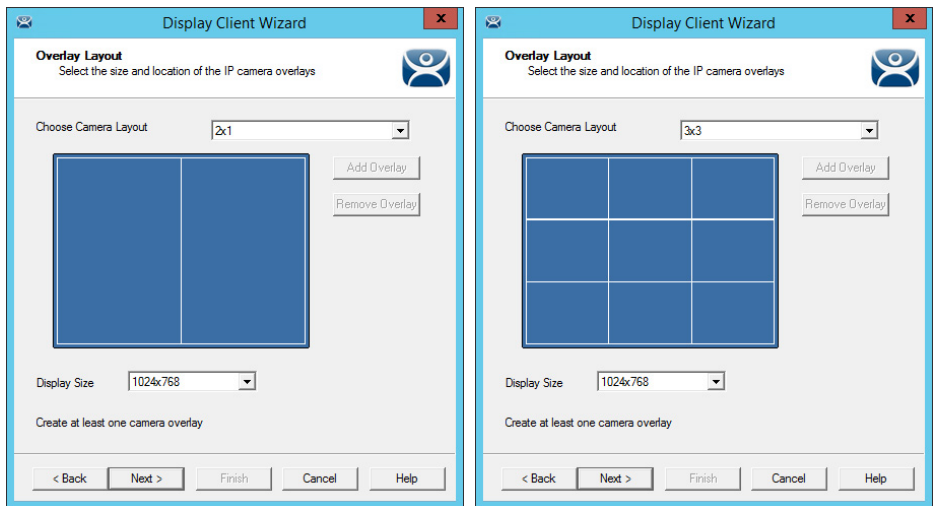 Display Client Wizard
x
Overlay Layout
Select the size and location of the IP camera overlays
Choose Camera Layout
2x1
Add Overlay
Remove Overlay
Display Size
1024x768
Create at least one camera overlay
< Back
Next >
Finish
Cancel
Help
Display Client Wizard
x
Overlay Layout
Select the size and location of the IP camera overlays
Choose Camera Layout
3x3
Add Overlay
Remove Overlay
Display Size
1024x768
Create at least one camera overlay
< Back
Next >
Finish
Cancel
Help